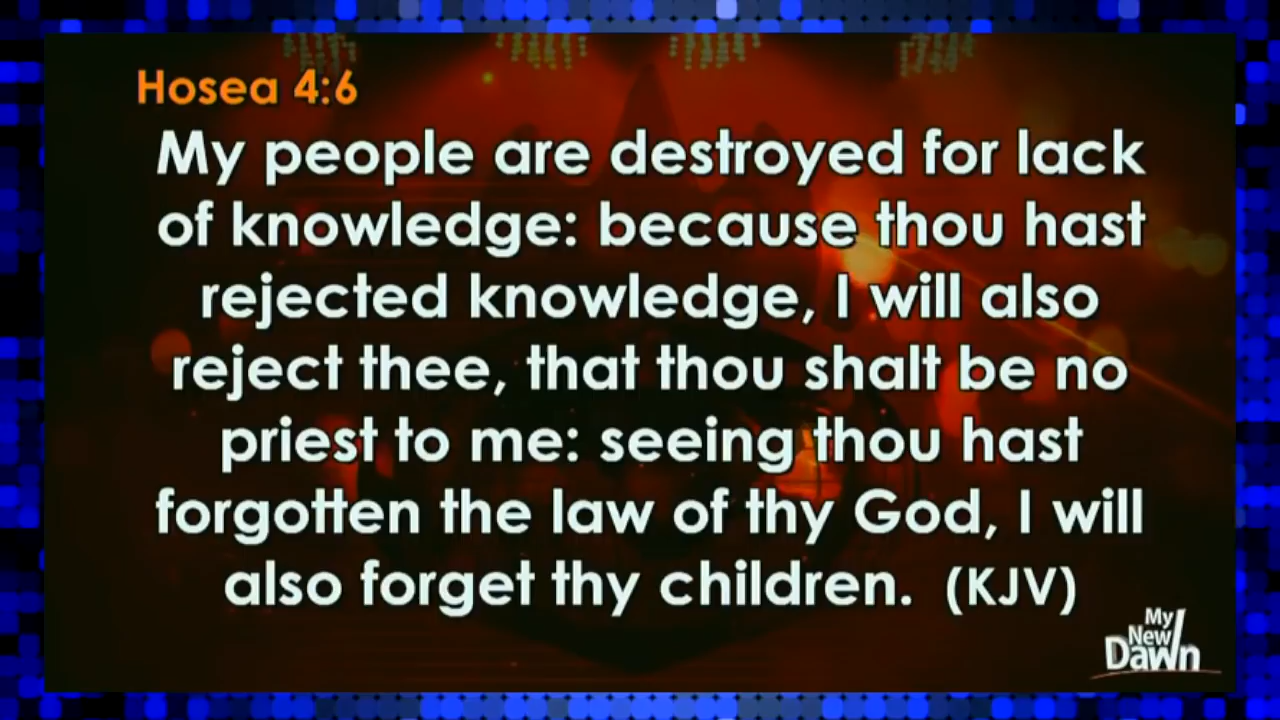 Hosea 4:6
My people are destroyed for lack
of knowledge: because thou hast
rejected knowledge, I will also
reject thee, that thou shalt be no
priest to me: seeing thou hast
forgotten the law of thy God, I will
also forget thy children. (KJV)
My
New
Dawn